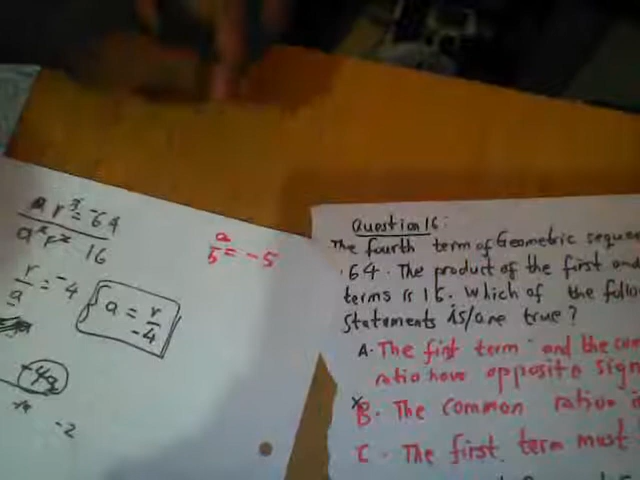 ar³ = -64
a²r² 16
r/a = -4
a = r/-4
-4a
-2
a/b = -5
Question 16:
The fourth term of Geometric seque
-64. The product of the first and
terms is 16. Which of the follo
Statements is/are true?
A. The first term and the com
ratio have opposite sign
B. The common ratio is
C. The first term must